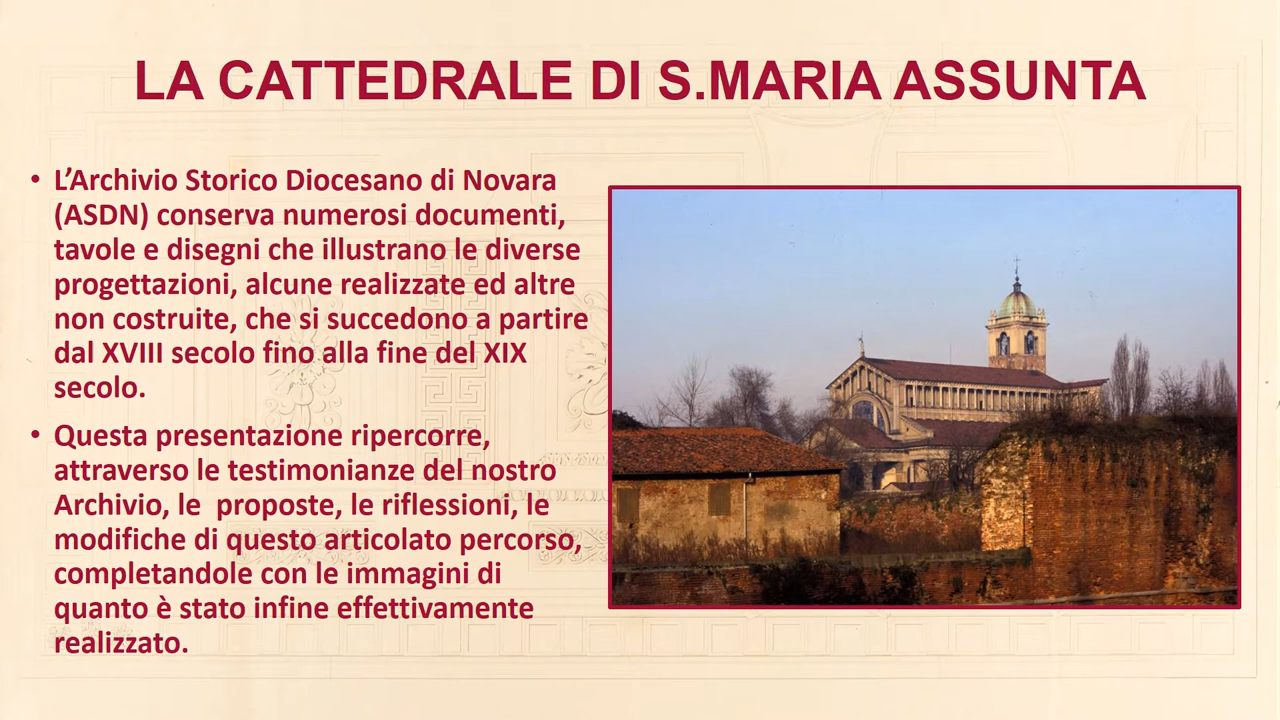 LA CATTEDRALE DI S.MARIA ASSUNTA
• L’Archivio Storico Diocesano di Novara
(ASDN) conserva numerosi documenti,
tavole e disegni che illustrano le diverse
progettazioni, alcune realizzate ed altre
non costruite, che si succedono a partire
dal XVIII secolo fino alla fine del XIX
secolo.
• Questa presentazione ripercorre,
attraverso le testimonianze del nostro
Archivio, le  proposte, le riflessioni, le
modifiche di questo articolato percorso,
completandole con le immagini di
quanto è stato infine effettivamente
realizzato.